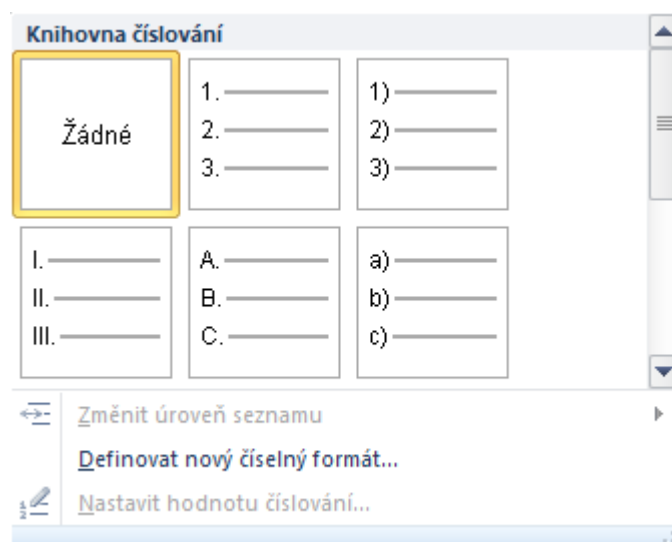 Knihovna číslování
Žádné
1.
2.
3.
1)
2)
3)
I.
II.
III.
A.
B.
C.
a)
b)
c)
Změnit úroveň seznamu
Definovat nový číselný formát...
Nastavit hodnotu číslování...